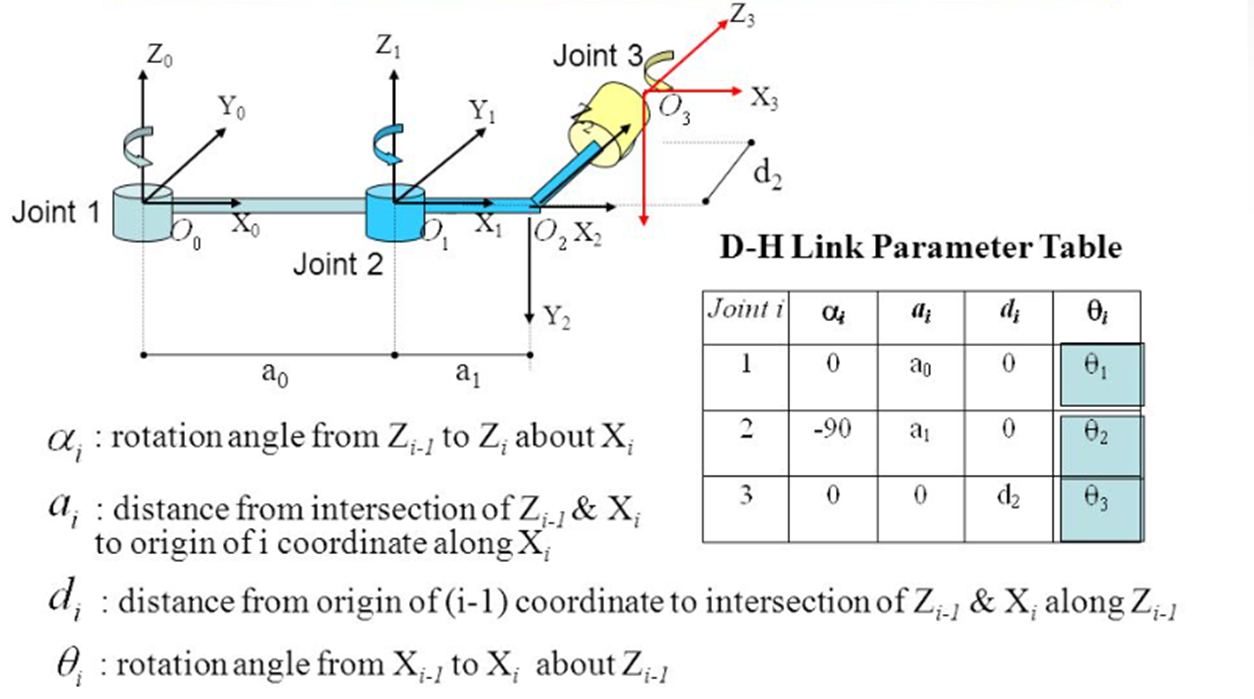 Z3
Z0
Z1
Joint 3
Y0
Y1
Z2
O3
X3
d2
Joint 1
O0
X0
O1
X1
O2 X2
Joint 2
Y2
a0
a1
D-H Link Parameter Table
Joint i αi ai di θi
1 0 a0 0 θ1
2 -90 a1 0 θ2
3 0 0 d2 θ3
αi : rotation angle from Zi-1 to Zi about Xi
ai : distance from intersection of Zi-1 & Xi
to origin of i coordinate along Xi
di : distance from origin of (i-1) coordinate to intersection of Zi-1 & Xi along Zi-1
θi : rotation angle from Xi-1 to Xi about Zi-1